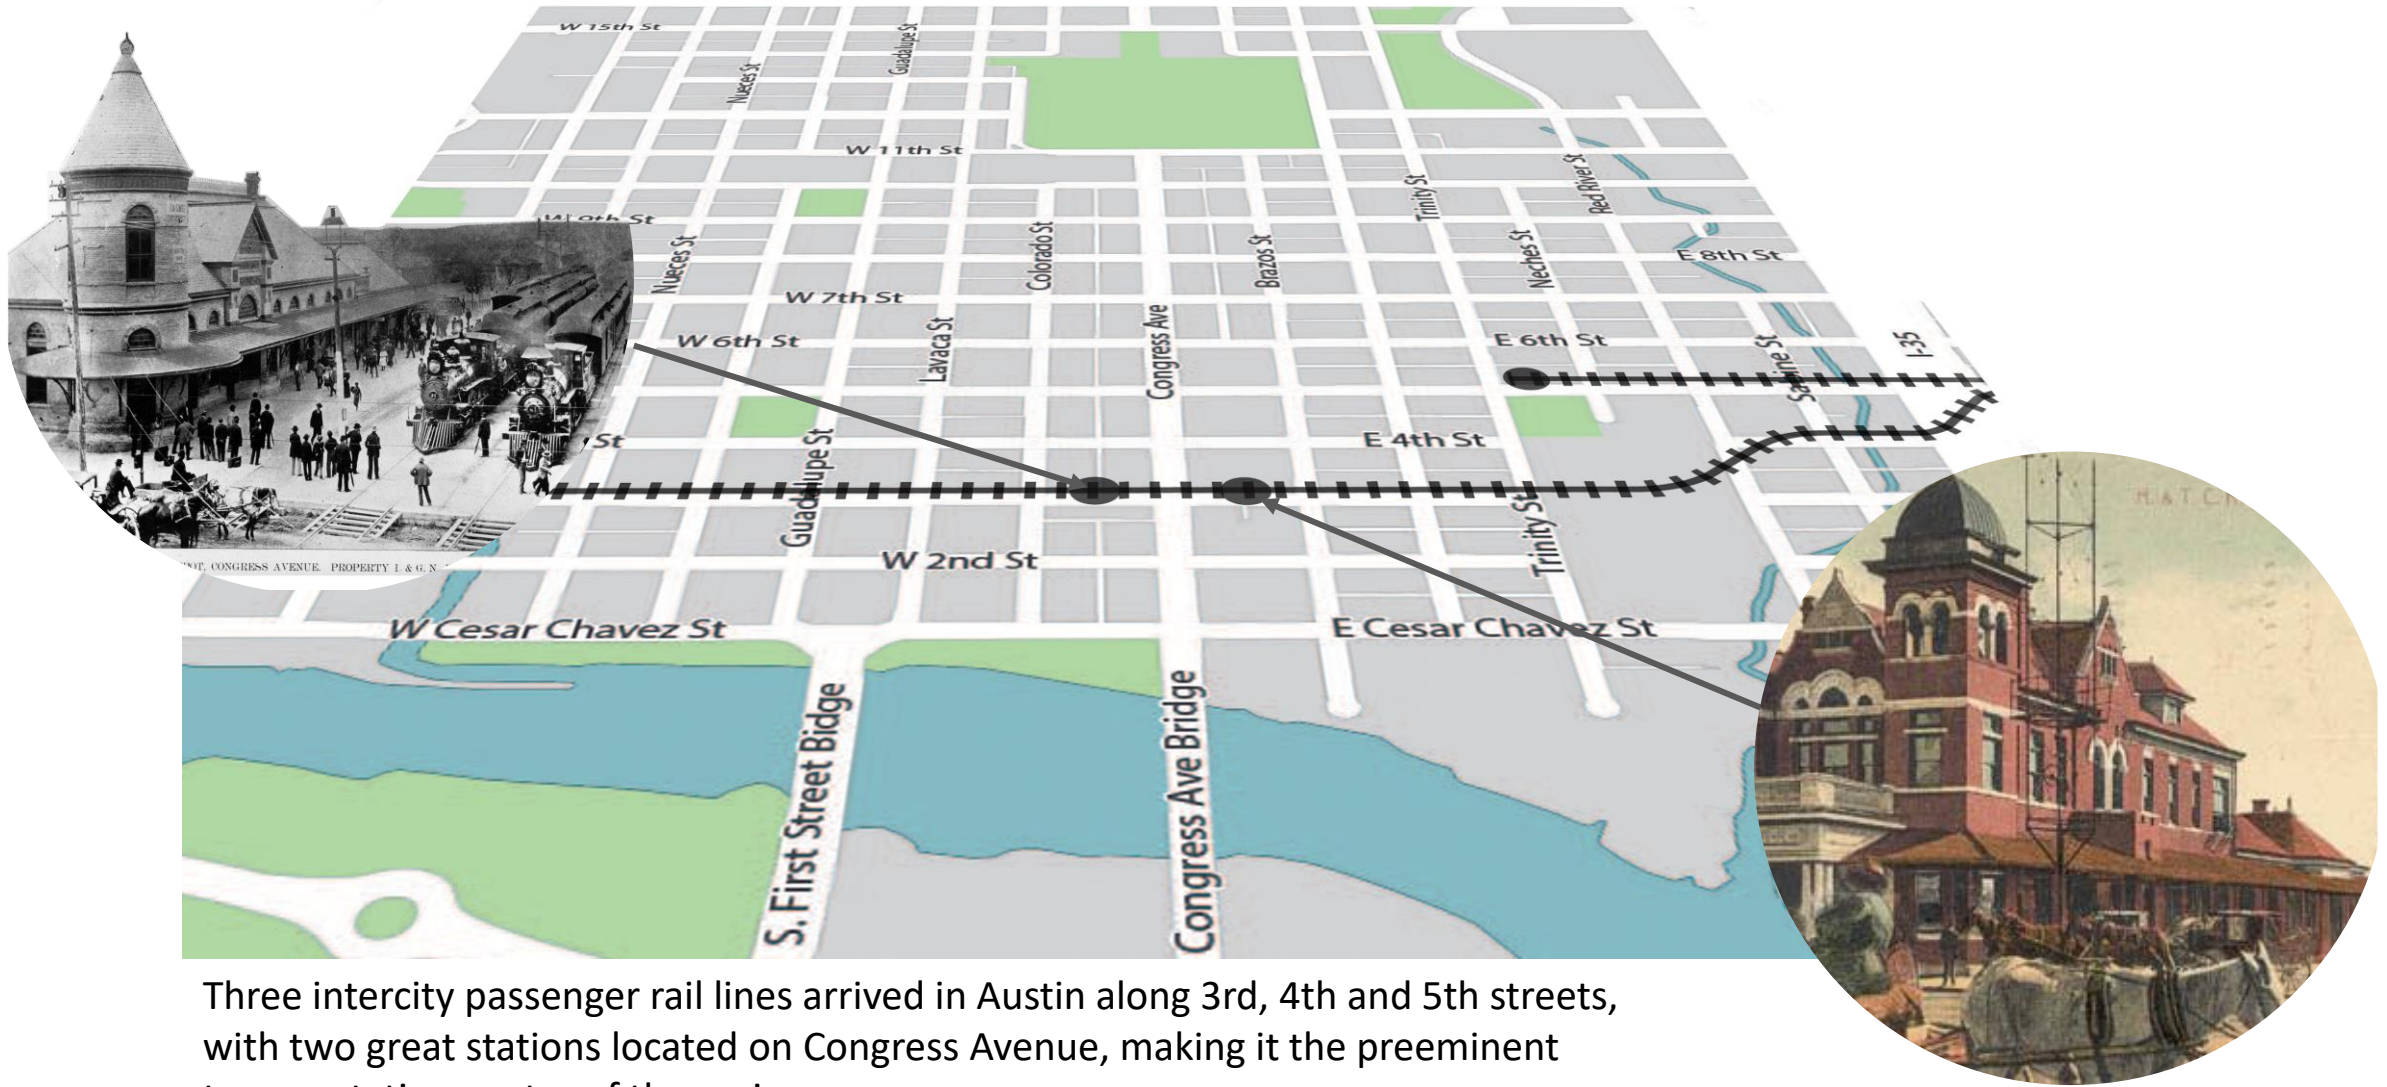 W 15th St
Guadalupe St
Nueces St
W 11th St
Trinity St
Red River St
W 9th St
Nueces St
Colorado St
Brazos St
Neches St
E 8th St
W 7th St
Congress Ave
Lavaca St
W 6th St
E 6th St
Sabine St
I-35
St
Guadalupe St
E 4th St
Trinity St
W 2nd St
CONGRESS AVENUE. PROPERTY I. & G. N.
H. & T. C.
W Cesar Chavez St
E Cesar Chavez St
S. First Street Bidge
Congress Ave Bridge
Three intercity passenger rail lines arrived in Austin along 3rd, 4th and 5th streets,
with two great stations located on Congress Avenue, making it the preeminent